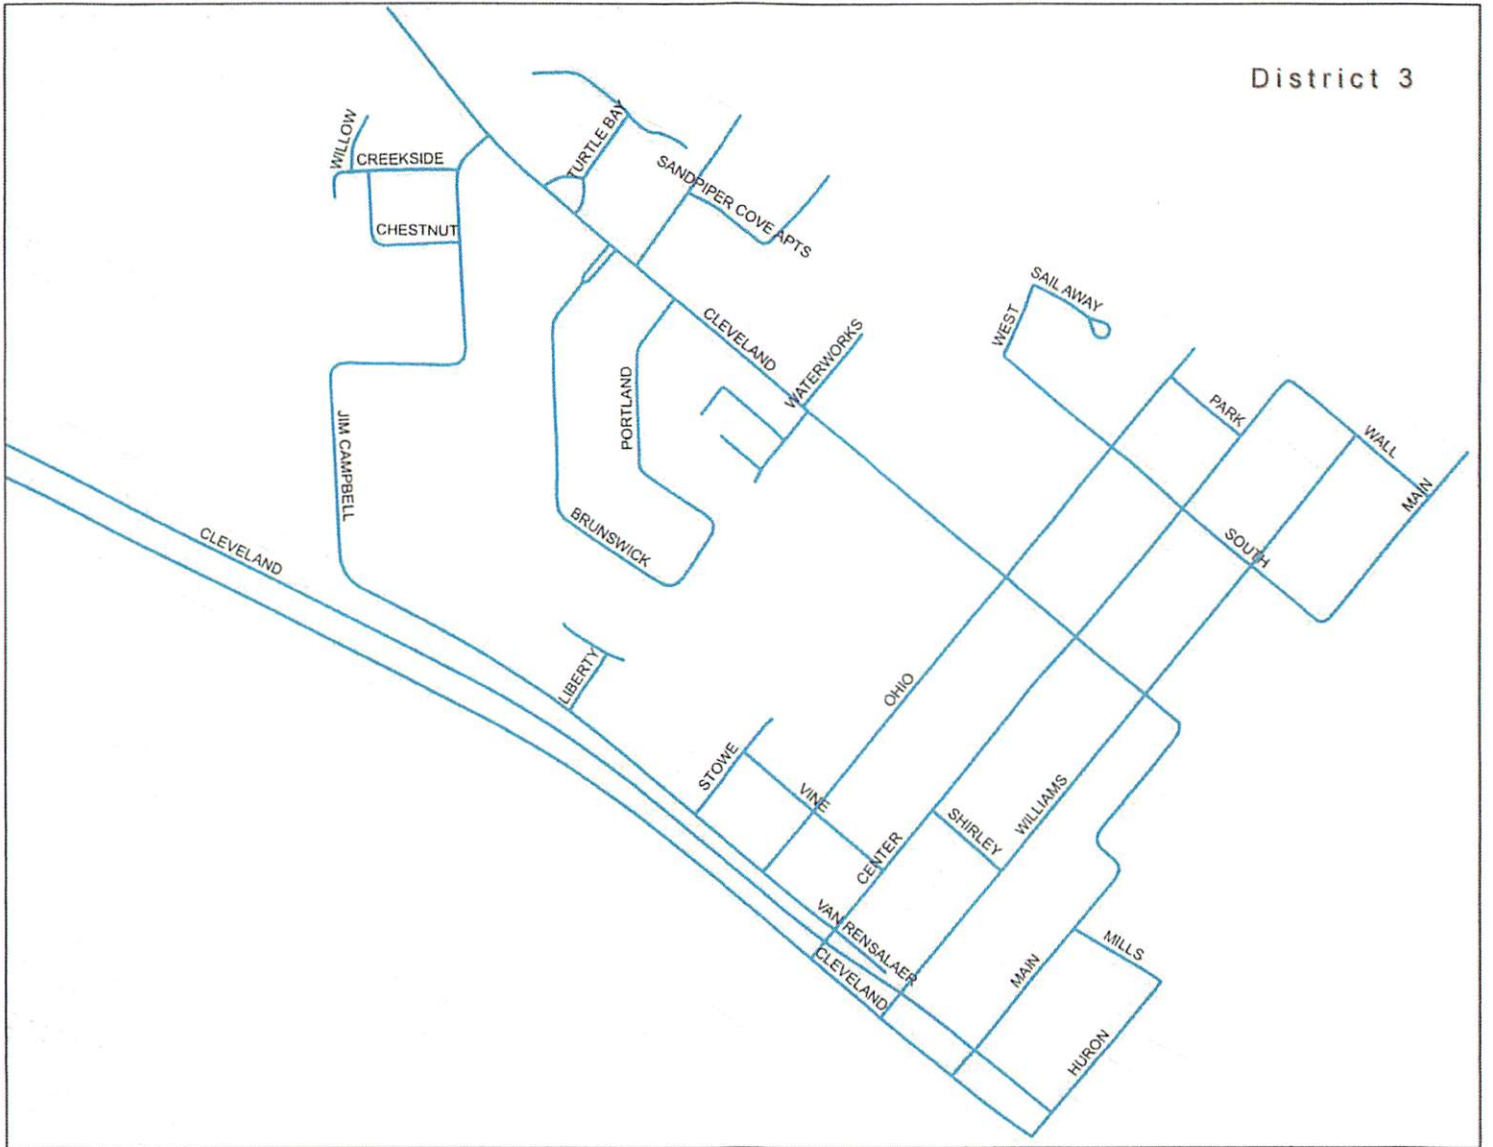 District 3
WILLOW
CREEKSIDE
CHESTNUT
TURTLE BAY
SANDPIPER COVE APTS
CLEVELAND
WATERWORKS
PORTLAND
BRUNSWICK
JIM CAMPBELL
CLEVELAND
SAIL AWAY
WEST
PARK
WALL
MAIN
SOUTH
LIBERTY
OHIO
STOWE
VINE
CENTER
SHIRLEY
WILLIAMS
VAN RENSALAER
CLEVELAND
MAIN
MILLS
HURON